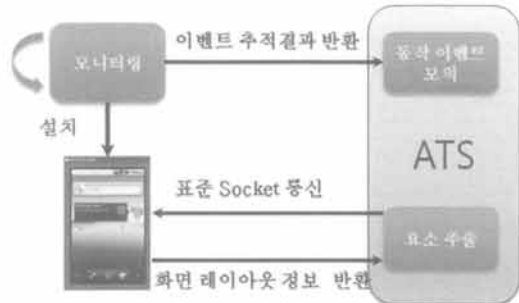 이벤트 추적결과 반환
모니터링
동작 이벤트
모의
설치
ATS
표준 Socket 통신
요소 추출
화면 레이아웃 정보 반환